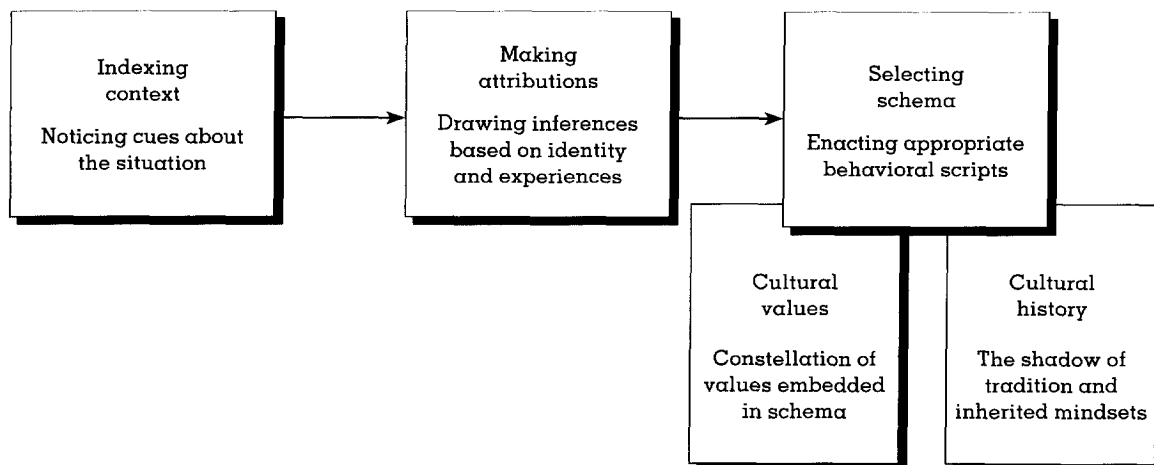 Indexing
context
Noticing cues about
the situation
Making
attributions
Drawing inferences
based on identity
and experiences
Selecting
schema
Enacting appropriate
behavioral scripts
Cultural
values
Constellation of
values embedded
in schema
Cultural
history
The shadow of
tradition and
inherited mindsets